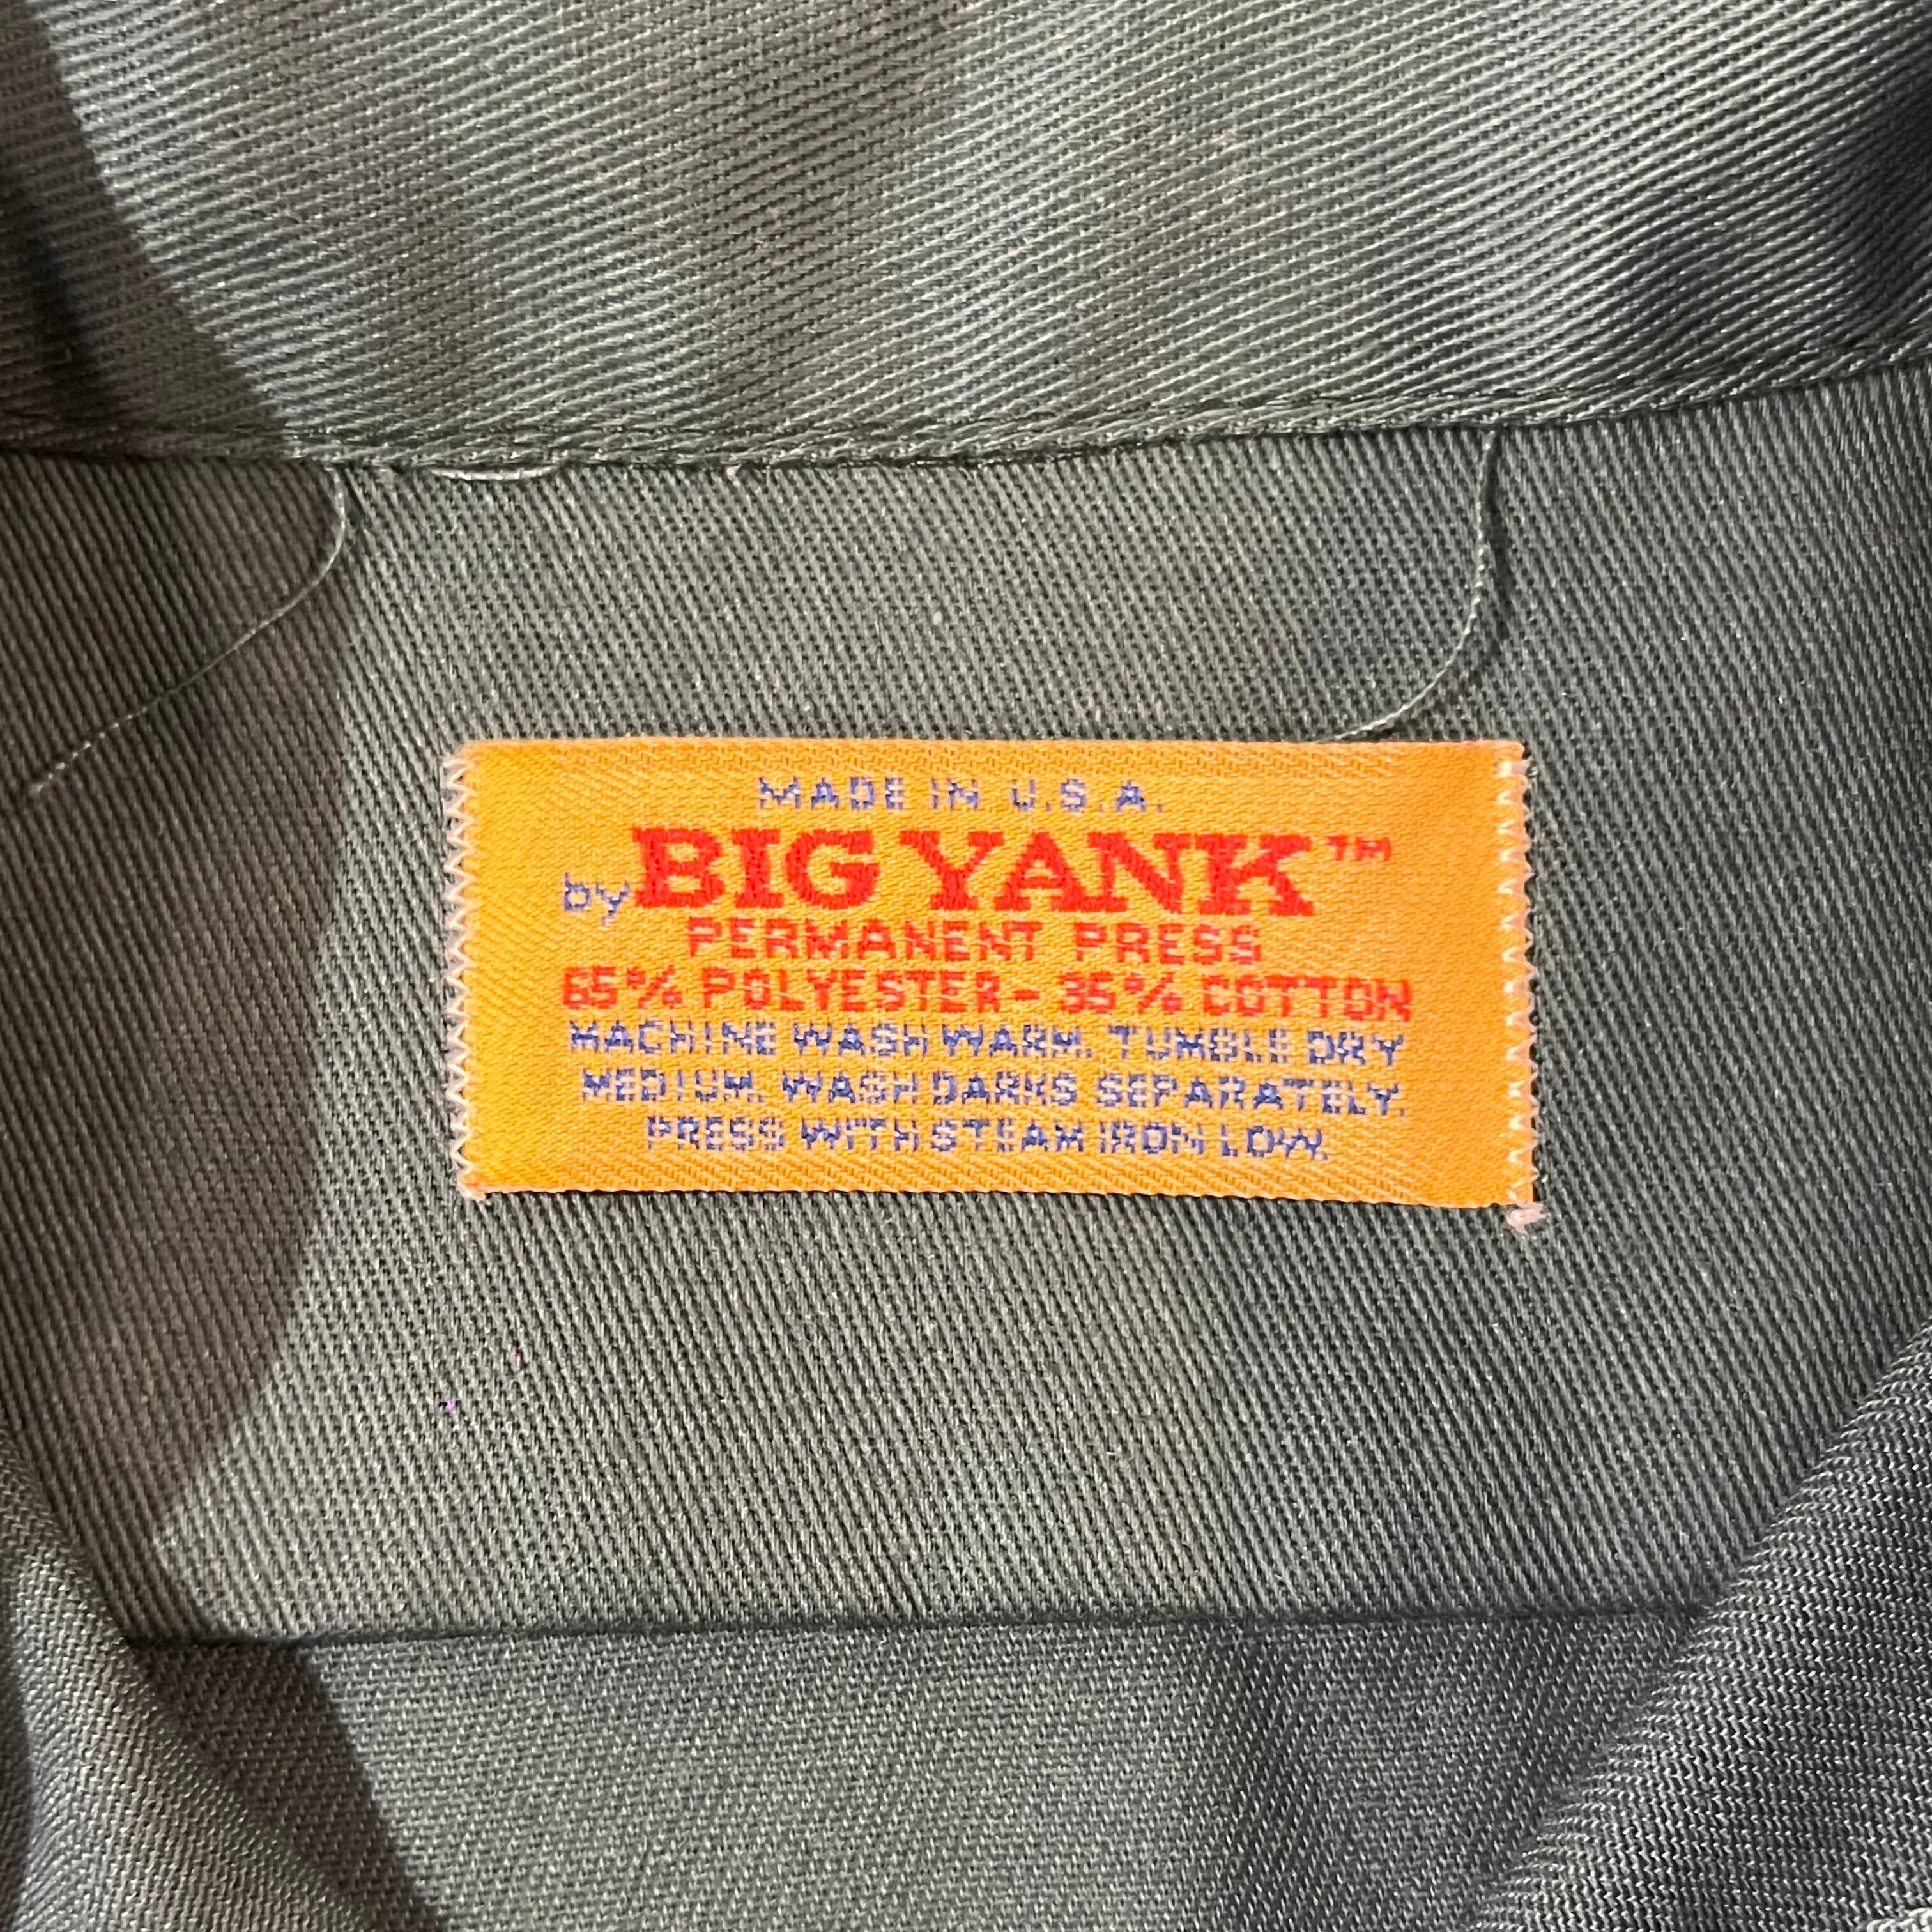 MADE IN U.S.A.
by BIG YANK™
PERMANENT PRESS
65% POLYESTER - 35% COTTON
MACHINE WASH WARM. TUMBLE DRY
MEDIUM. WASH DARKS SEPARATELY.
PRESS WITH STEAM IRON LOW.